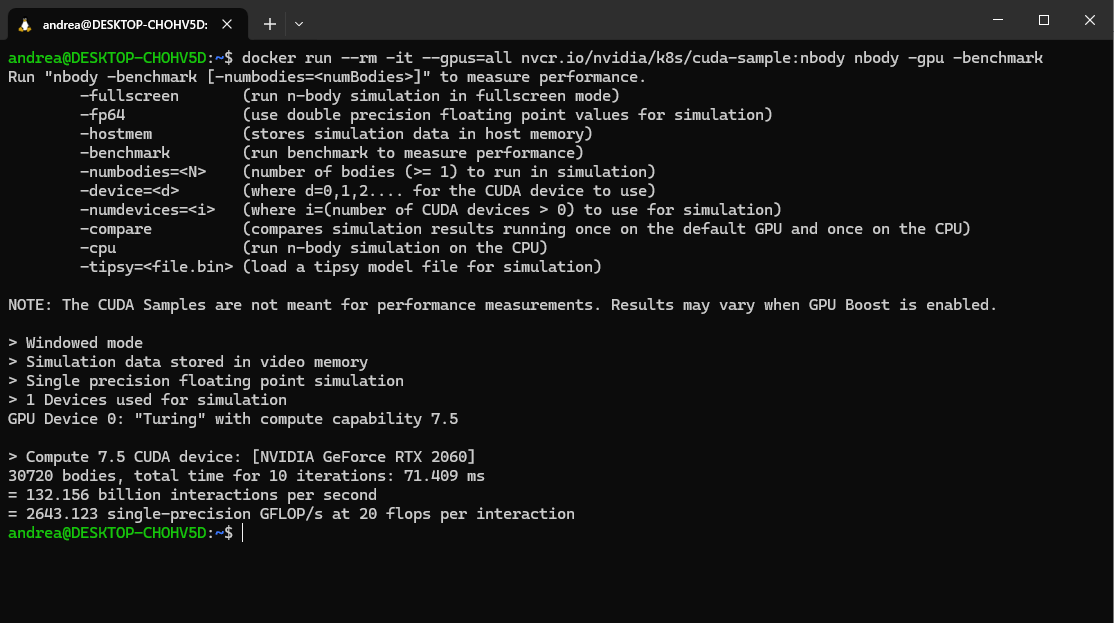 andrea@DESKTOP-CHOHV5D:
andrea@DESKTOP-CHOHV5D:~$ docker run --rm -it --gpus=all nvcr.io/nvidia/k8s/cuda-sample:nbody nbody -gpu -benchmark
Run "nbody -benchmark [-numbodies=<numBodies>]" to measure performance.
        -fullscreen       (run n-body simulation in fullscreen mode)
        -fp64             (use double precision floating point values for simulation)
        -hostmem          (stores simulation data in host memory)
        -benchmark        (run benchmark to measure performance)
        -numbodies=<N>    (number of bodies (>= 1) to run in simulation)
        -device=<d>       (where d=0,1,2.... for the CUDA device to use)
        -numdevices=<i>   (where i=(number of CUDA devices > 0) to use for simulation)
        -compare          (compares simulation results running once on the default GPU and once on the CPU)
        -cpu              (run n-body simulation on the CPU)
        -tipsy=<file.bin> (load a tipsy model file for simulation)

NOTE: The CUDA Samples are not meant for performance measurements. Results may vary when GPU Boost is enabled.

> Windowed mode
> Simulation data stored in video memory
> Single precision floating point simulation
> 1 Devices used for simulation
GPU Device 0: "Turing" with compute capability 7.5

> Compute 7.5 CUDA device: [NVIDIA GeForce RTX 2060]
30720 bodies, total time for 10 iterations: 71.409 ms
= 132.156 billion interactions per second
= 2643.123 single-precision GFLOP/s at 20 flops per interaction
andrea@DESKTOP-CHOHV5D:~$